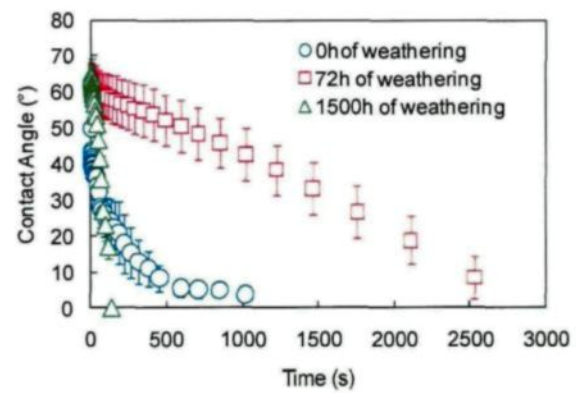 80
70
60
50
40
30
20
10
0
Contact Angle (°)
0hof weathering
72h of weathering
1500h of weathering
0 500 1000 1500 2000 2500 3000
Time (s)